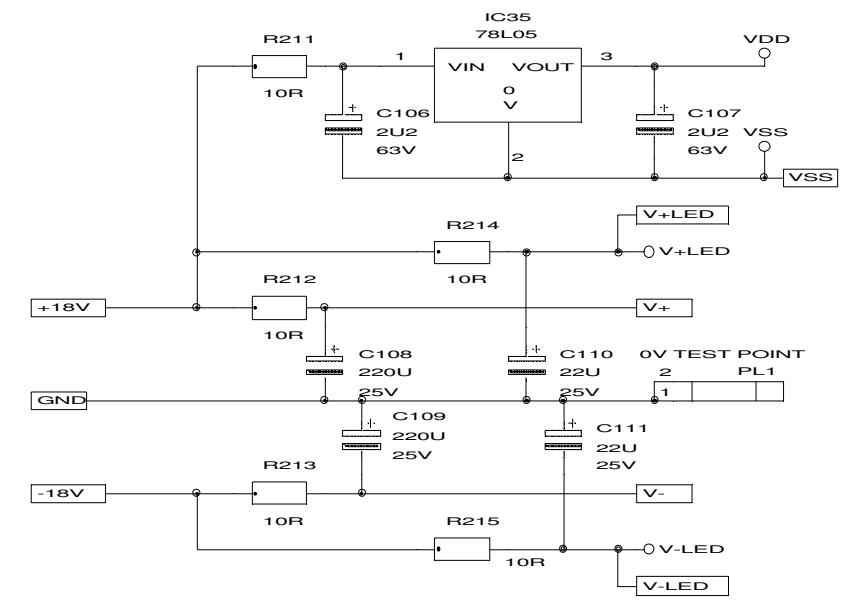 IC35
78L05
R211
10R
1
VIN VOUT
0
V
2
3
VDD
+
C106
2U2
63V
+
C107
2U2
63V
VSS
VSS
V+LED
V+LED
R214
10R
+18V
R212
10R
V+
+
C108
220U
25V
+
C110
22U
25V
0V TEST POINT
2
PL1
1
GND
+
C109
220U
25V
+
C111
22U
25V
-18V
R213
10R
V-
R215
10R
V-LED
V-LED